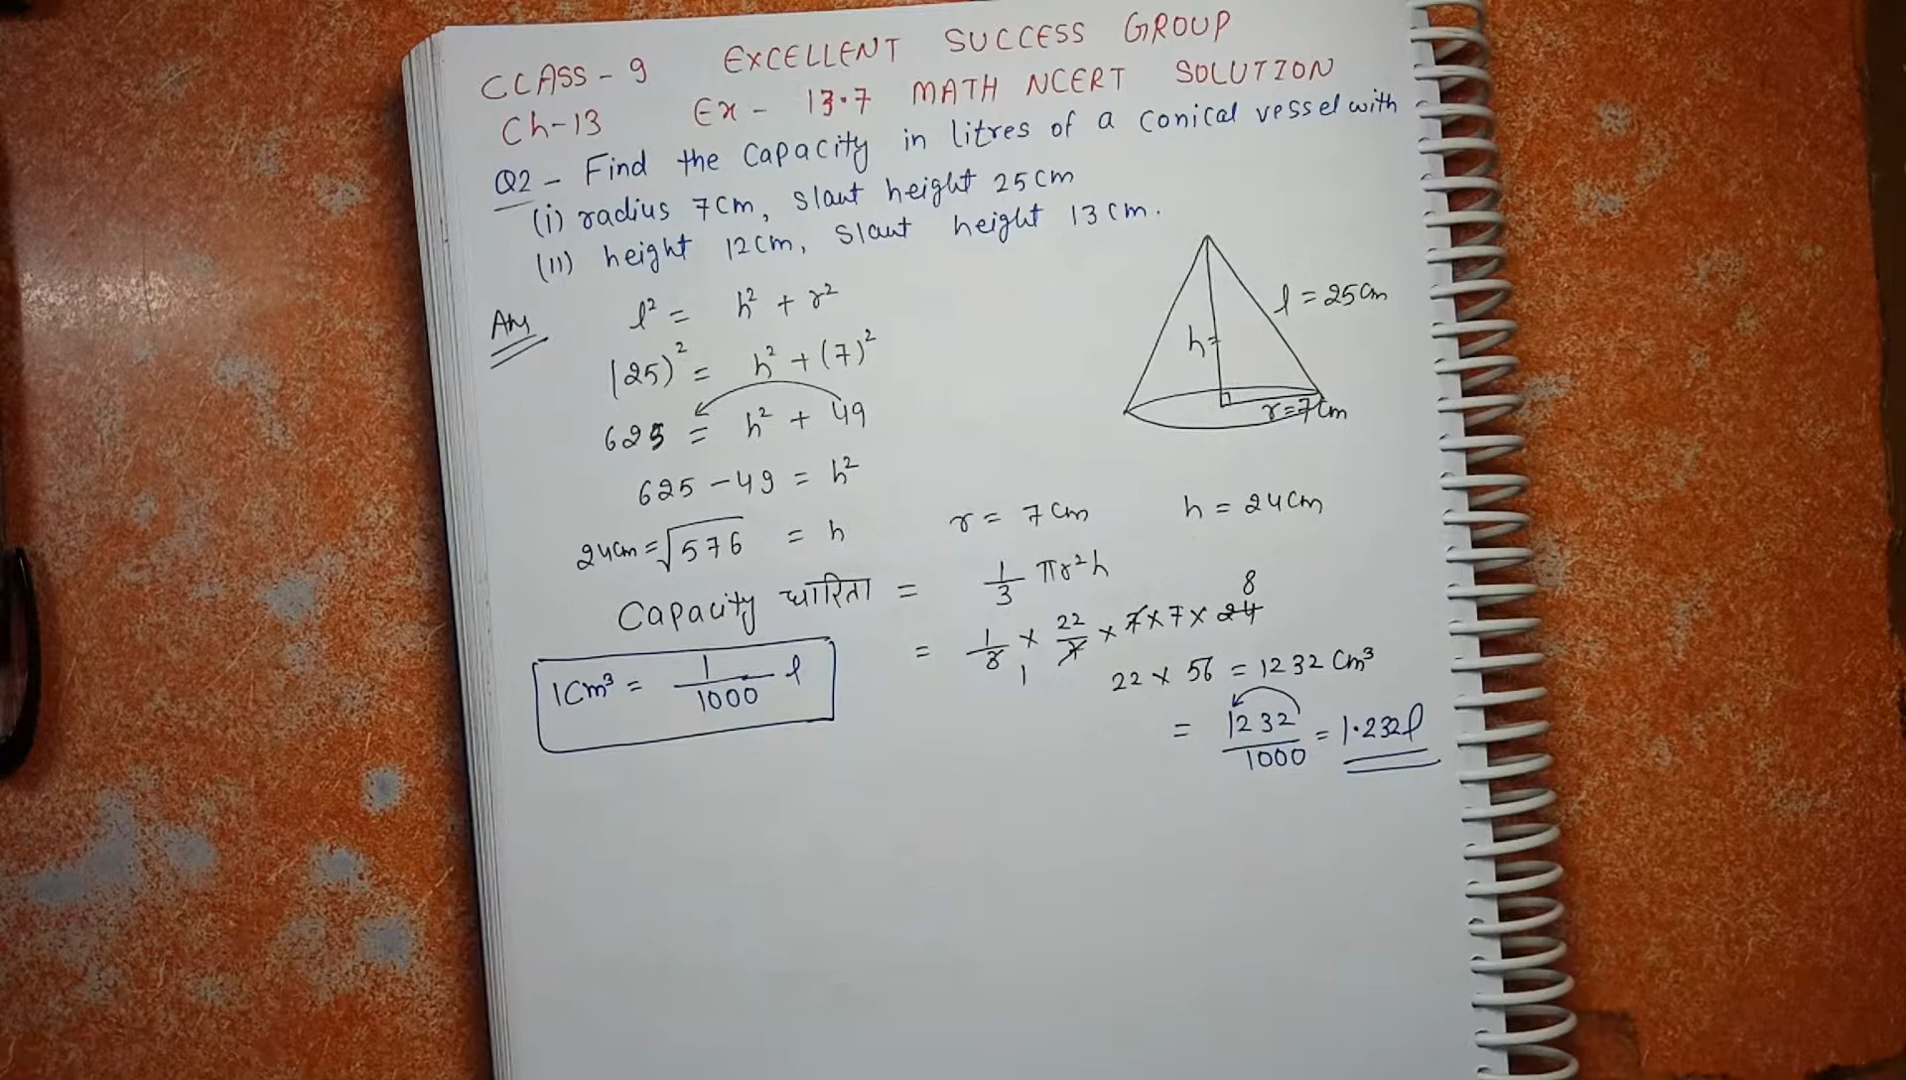 CLASS - 9 EXCELLENT SUCCESS GROUP
Ch-13 Ex - 13.7 MATH NCERT SOLUTION
Q2 - Find the Capacity in litres of a conical vessel with
(i) radius 7cm, slant height 25cm
(ii) height 12cm, slant height 13cm.
Ans l² = h² + r²
l = 25cm
(25)² = h² + (7)²
h
625 = h² + 49
r=7cm
625 - 49 = h²
24cm = √576 = h r = 7cm h = 24cm
Capacity धारिता = 1/3 πr²h
= 1/3 × 22/7 × 7×7×24 8
1
1cm³ = 1/1000 l
22 × 56 = 1232 cm³
= 1232/1000 = 1.232l